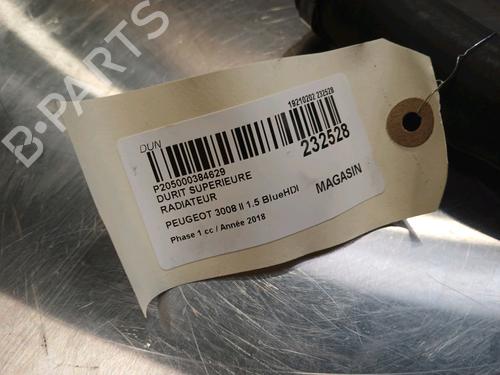 B-PARTS
DUN
19210202 232528
232528
P205000384629
DURIT SUPERIEURE
RADIATEUR
MAGASIN
PEUGEOT 3008 II 1.5 BlueHDI
Phase 1 cc / Année 2018